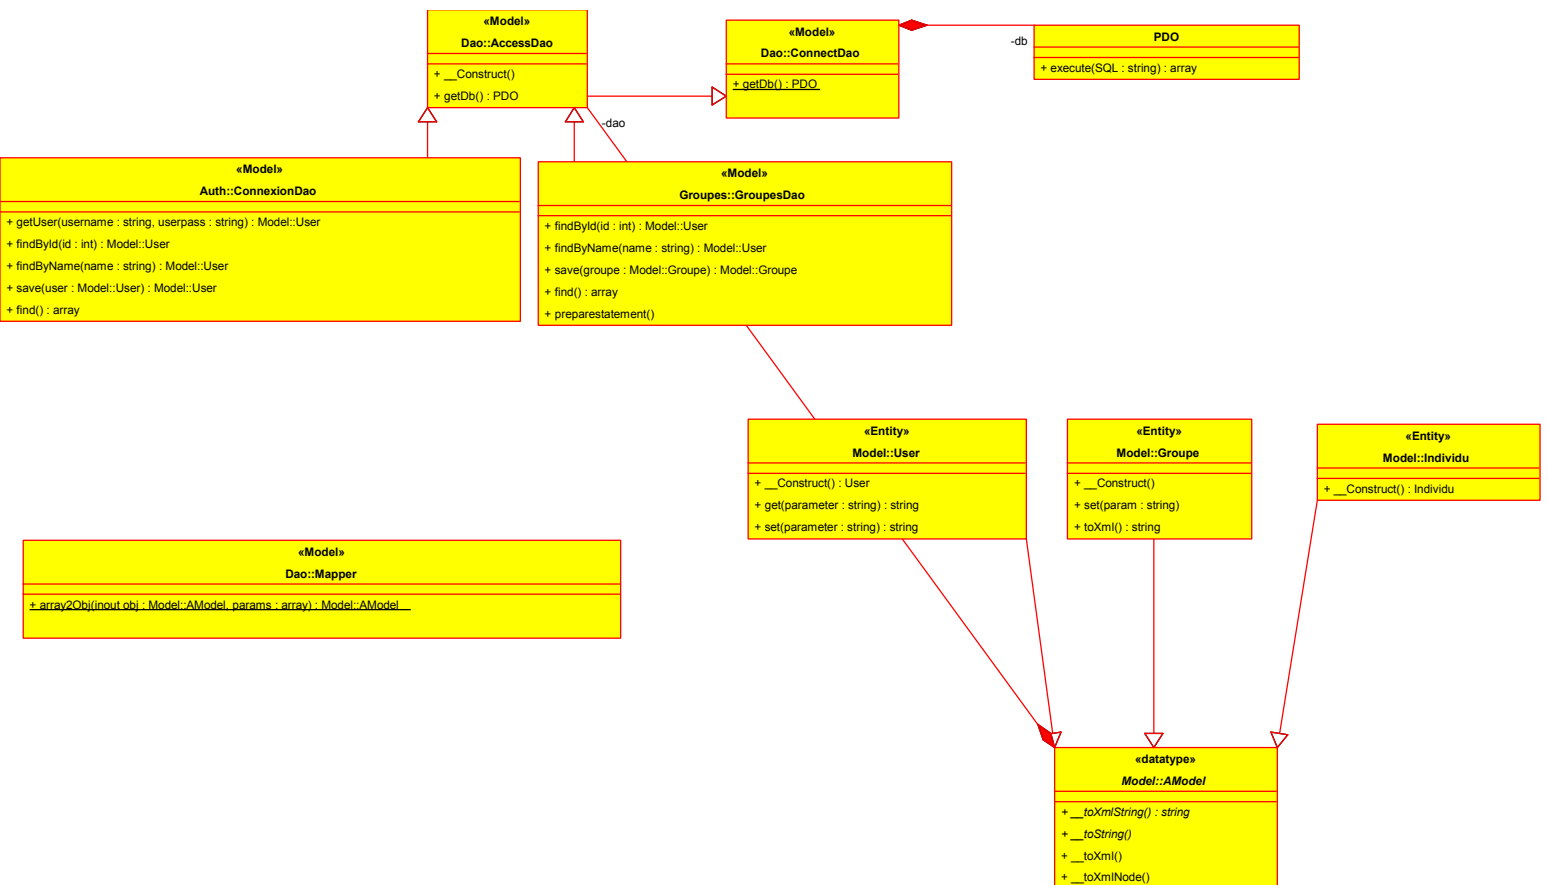 «Model»
Dao::AccessDao
+ __Construct()
+ getDb() : PDO
«Model»
Dao::ConnectDao
+ getDb() : PDO
-db
PDO
+ execute(SQL : string) : array
-dao
«Model»
Auth::ConnexionDao
+ getUser(username : string, userpass : string) : Model::User
+ findById(id : int) : Model::User
+ findByName(name : string) : Model::User
+ save(user : Model::User) : Model::User
+ find() : array
«Model»
Groupes::GroupesDao
+ findById(id : int) : Model::User
+ findByName(name : string) : Model::User
+ save(groupe : Model::Groupe) : Model::Groupe
+ find() : array
+ preparestatement()
«Entity»
Model::User
+ __Construct() : User
+ get(parameter : string) : string
+ set(parameter : string) : string
«Entity»
Model::Groupe
+ __Construct()
+ set(param : string)
+ toXml() : string
«Entity»
Model::Individu
+ __Construct() : Individu
«Model»
Dao::Mapper
+ array2Obj(inout obj : Model::AModel, params : array) : Model::AModel
«datatype»
Model::AModel
+ __toXmlString() : string
+ __toString()
+ __toXml()
+ __toXmlNode()